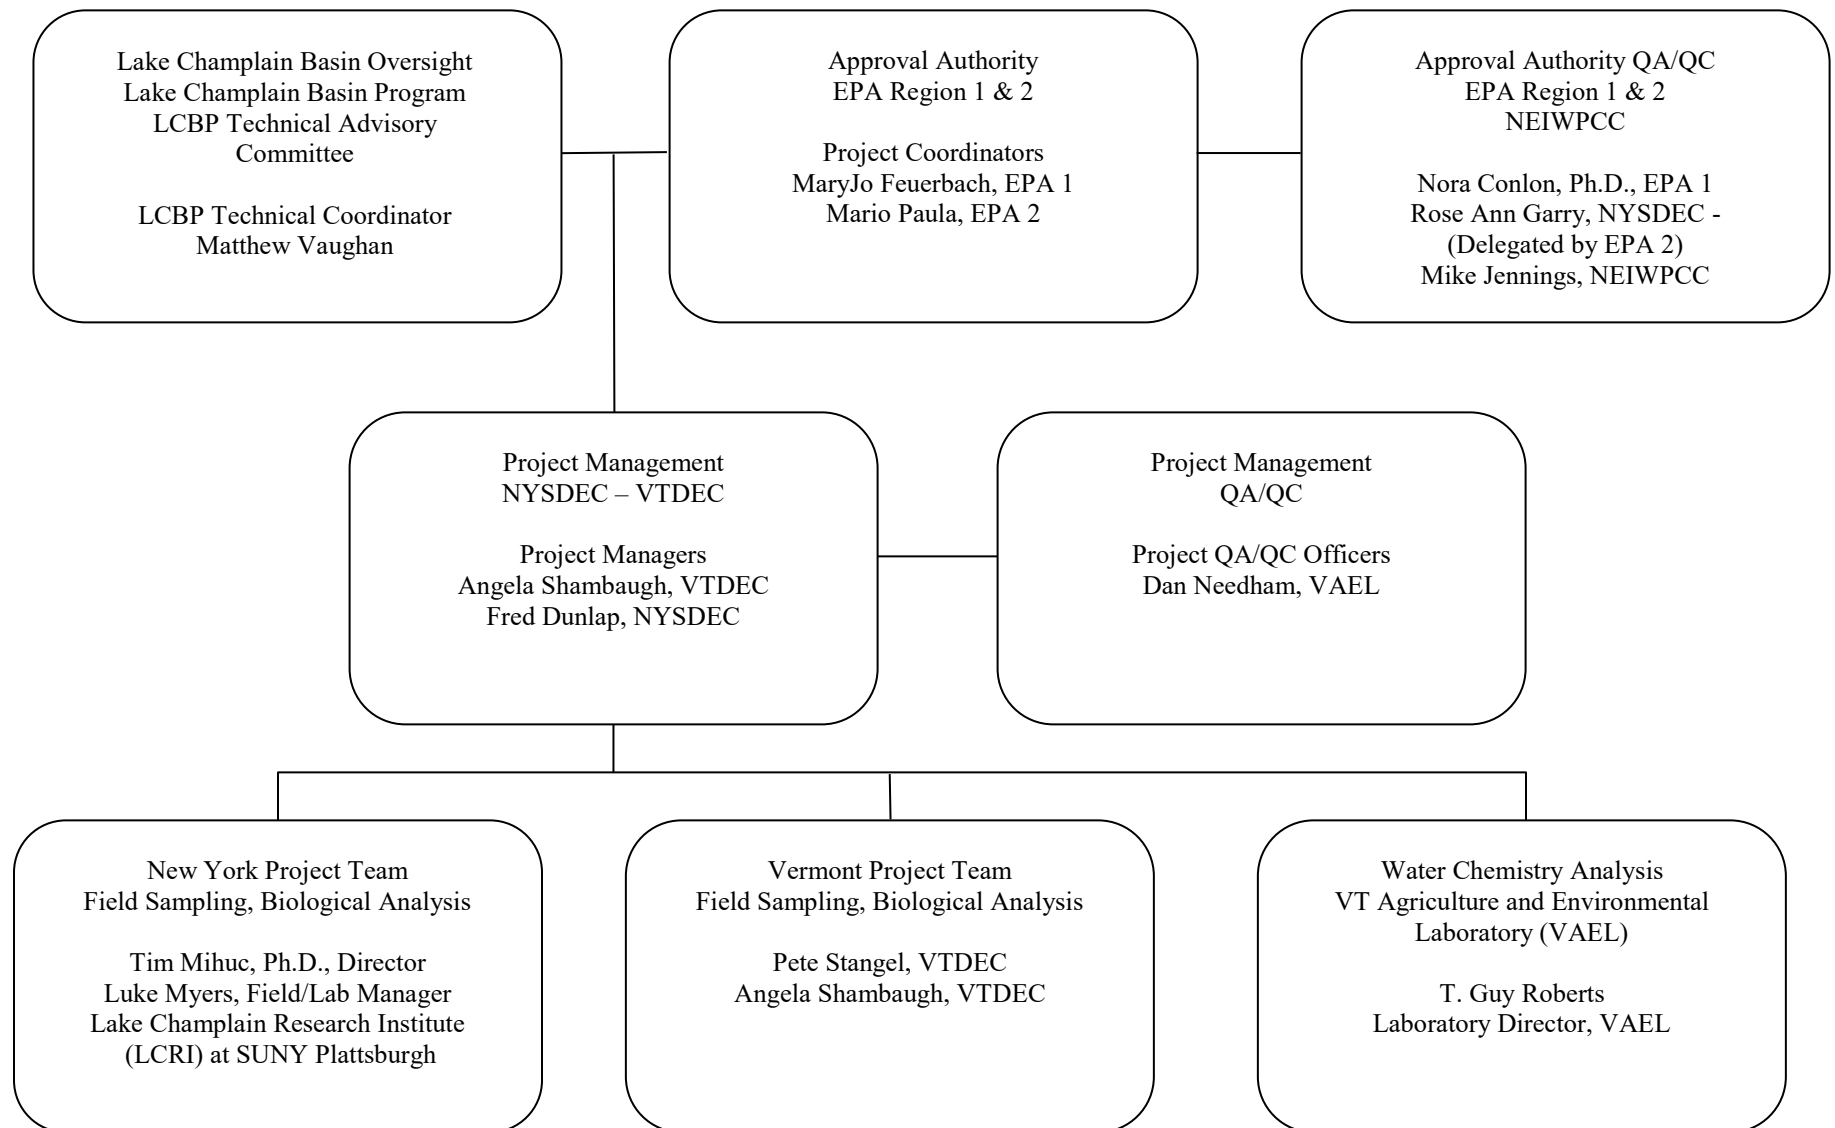 Lake Champlain Basin Oversight
Lake Champlain Basin Program
LCBP Technical Advisory
Committee
LCBP Technical Coordinator
Matthew Vaughan
Approval Authority
EPA Region 1 & 2
Project Coordinators
MaryJo Feuerbach, EPA 1
Mario Paula, EPA 2
Approval Authority QA/QC
EPA Region 1 & 2
NEIWPCC
Nora Conlon, Ph.D., EPA 1
Rose Ann Garry, NYSDEC -
(Delegated by EPA 2)
Mike Jennings, NEIWPCC
Project Management
NYSDEC – VTDEC
Project Managers
Angela Shambaugh, VTDEC
Fred Dunlap, NYSDEC
Project Management
QA/QC
Project QA/QC Officers
Dan Needham, VAEL
New York Project Team
Field Sampling, Biological Analysis
Tim Mihuc, Ph.D., Director
Luke Myers, Field/Lab Manager
Lake Champlain Research Institute
(LCRI) at SUNY Plattsburgh
Vermont Project Team
Field Sampling, Biological Analysis
Pete Stangel, VTDEC
Angela Shambaugh, VTDEC
Water Chemistry Analysis
VT Agriculture and Environmental
Laboratory (VAEL)
T. Guy Roberts
Laboratory Director, VAEL